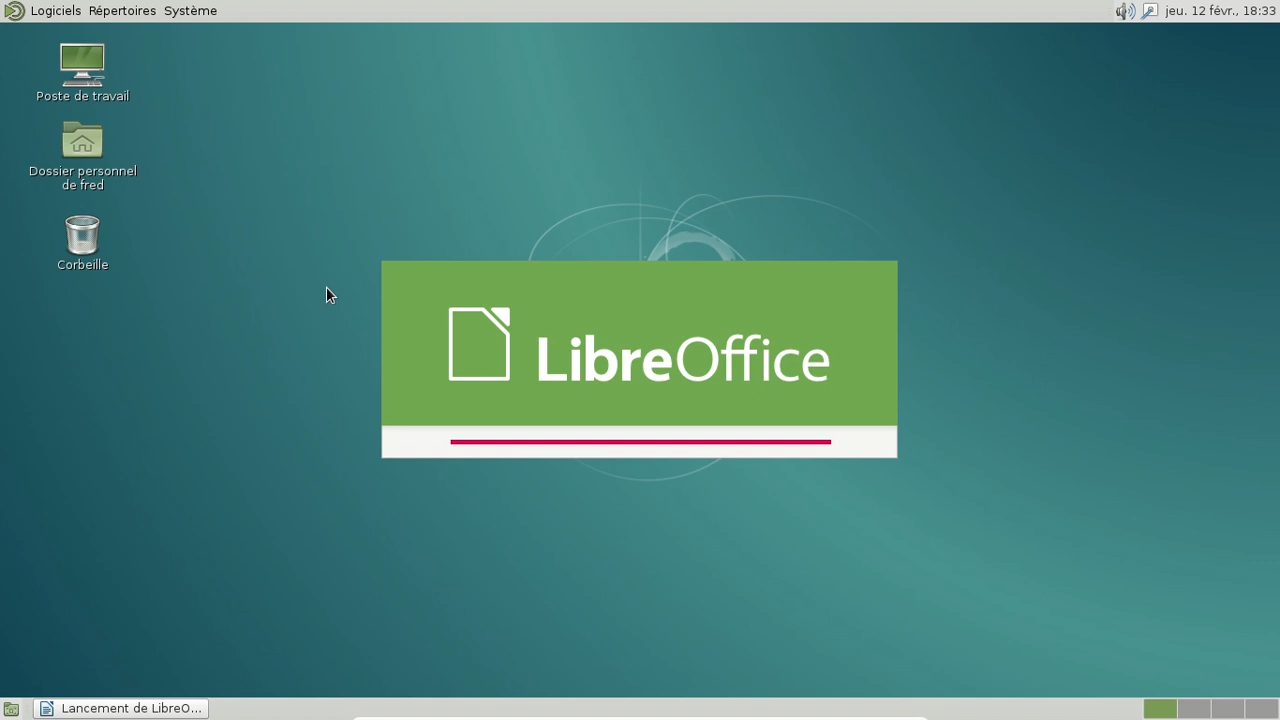 Logiciels Répertoires Système
jeu. 12 févr., 18:33
Poste de travail
Dossier personnel
de fred
Corbeille
LibreOffice
Lancement de LibreO...